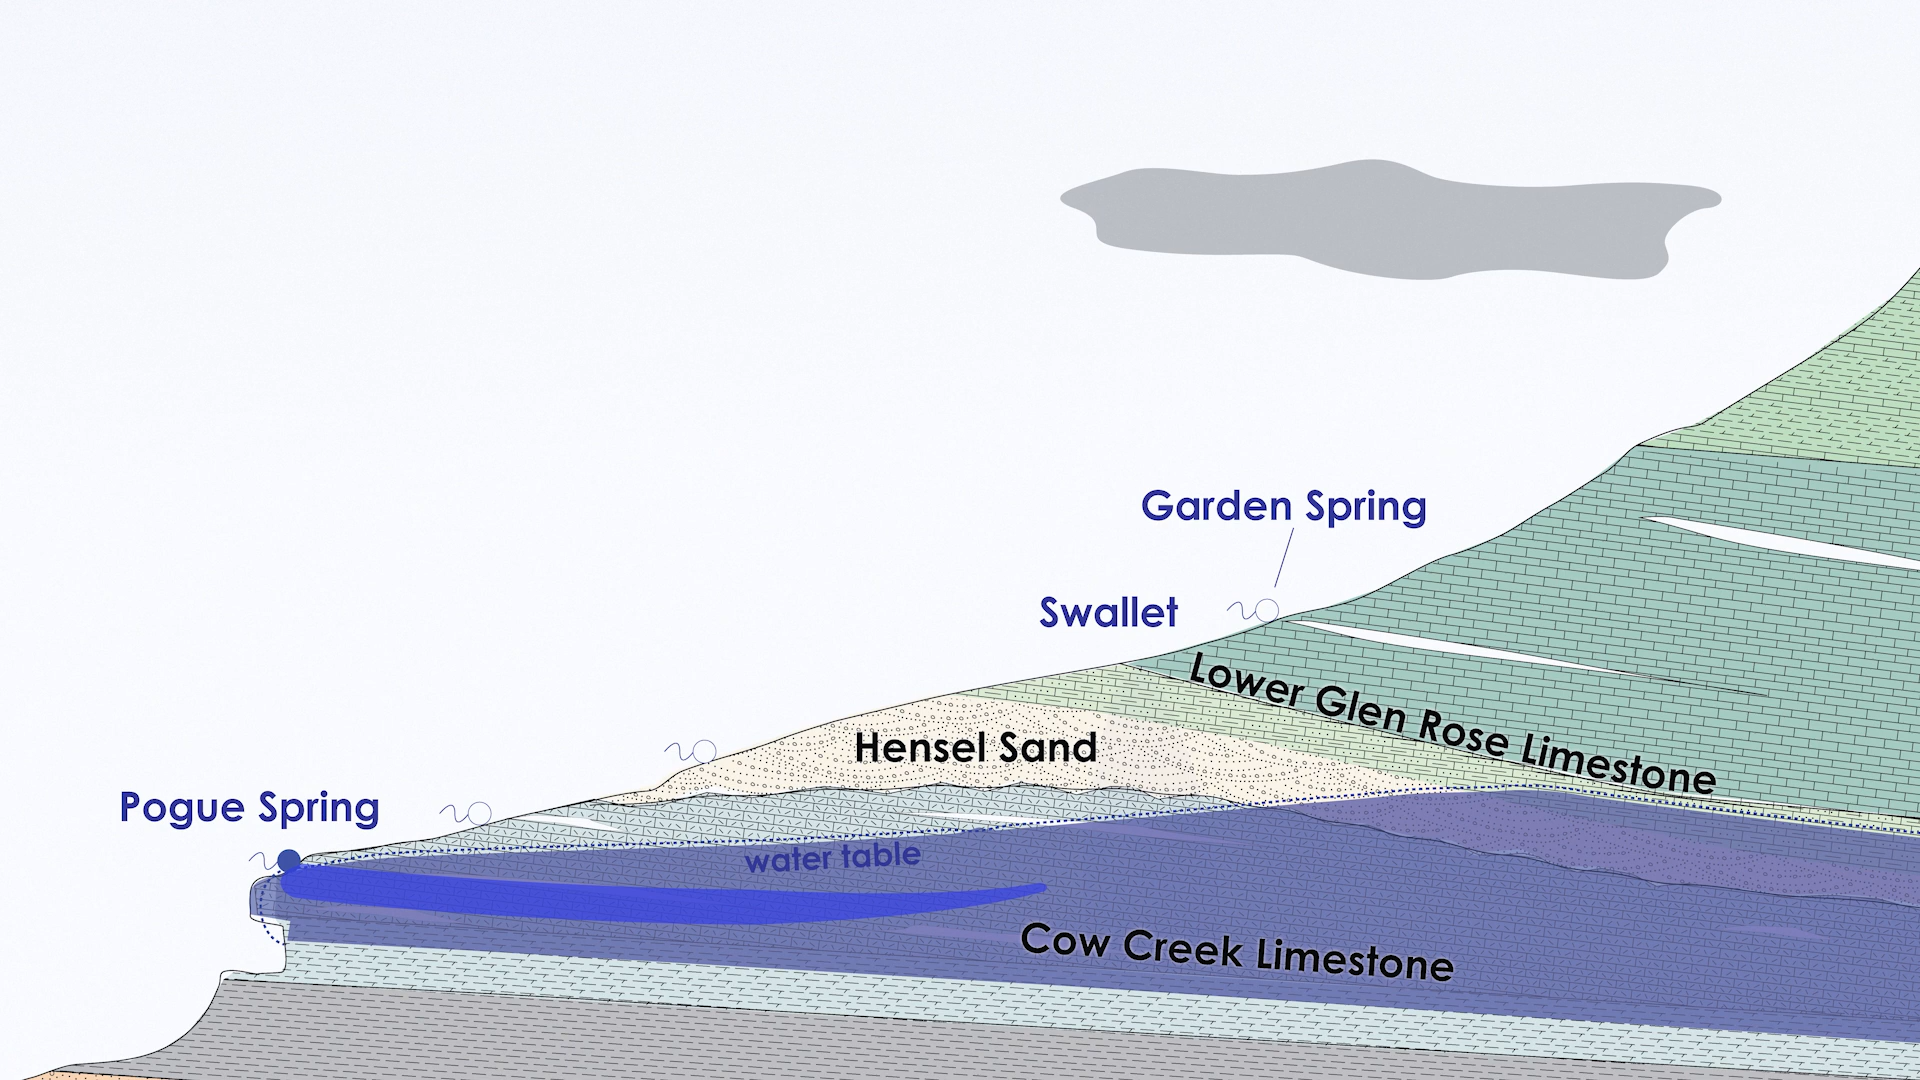 Garden Spring
Swallet
Lower Glen Rose Limestone
Hensel Sand
Pogue Spring
water table
Cow Creek Limestone